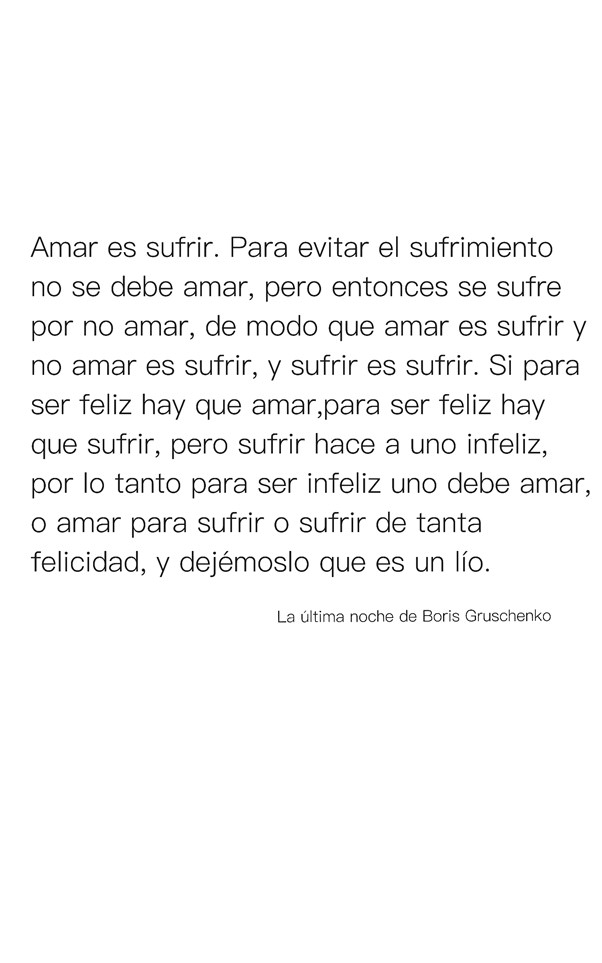 Amar es sufrir. Para evitar el sufrimiento
no se debe amar, pero entonces se sufre
por no amar, de modo que amar es sufrir y
no amar es sufrir, y sufrir es sufrir. Si para
ser feliz hay que amar,para ser feliz hay
que sufrir, pero sufrir hace a uno infeliz,
por lo tanto para ser infeliz uno debe amar,
o amar para sufrir o sufrir de tanta
felicidad, y dejémoslo que es un lío.
La última noche de Boris Gruschenko